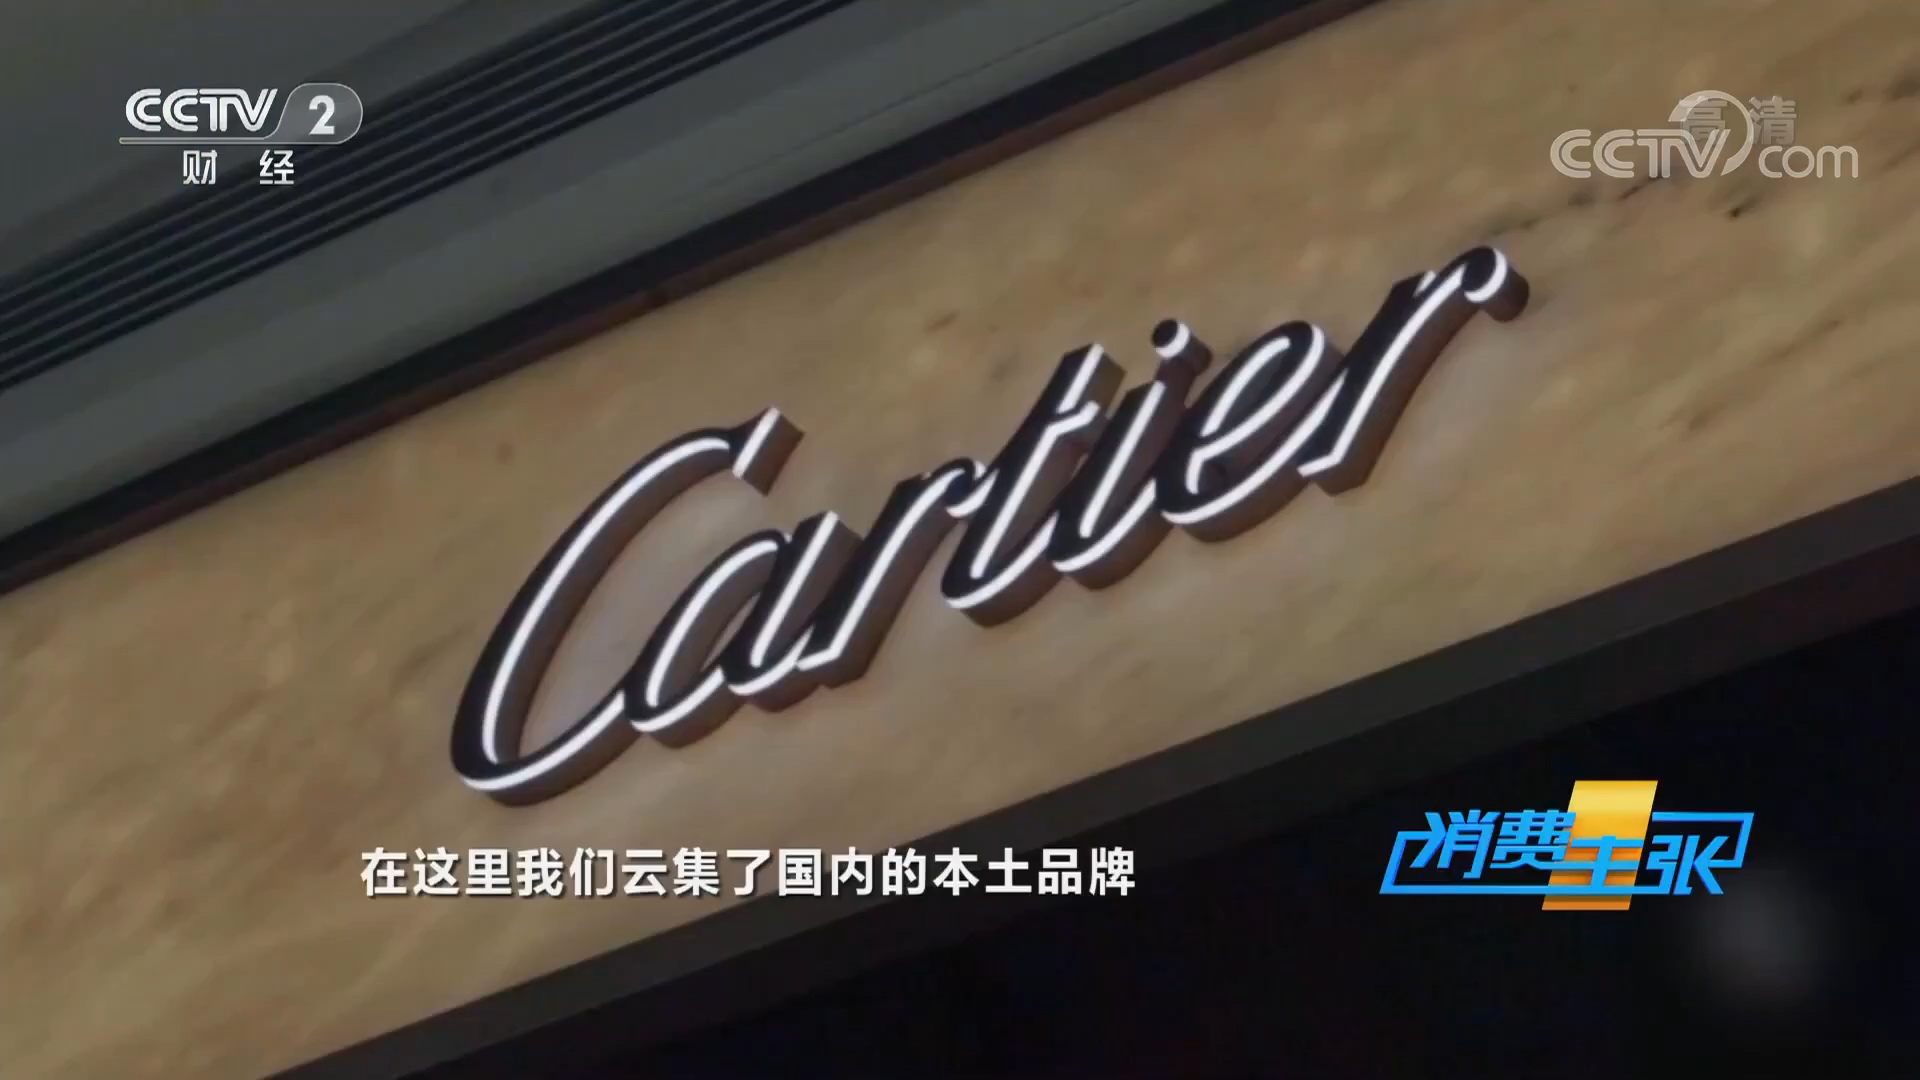 CCTV 2
财 经
高清
CCTV.com
Cartier
消费主张
在这里我们云集了国内的本土品牌